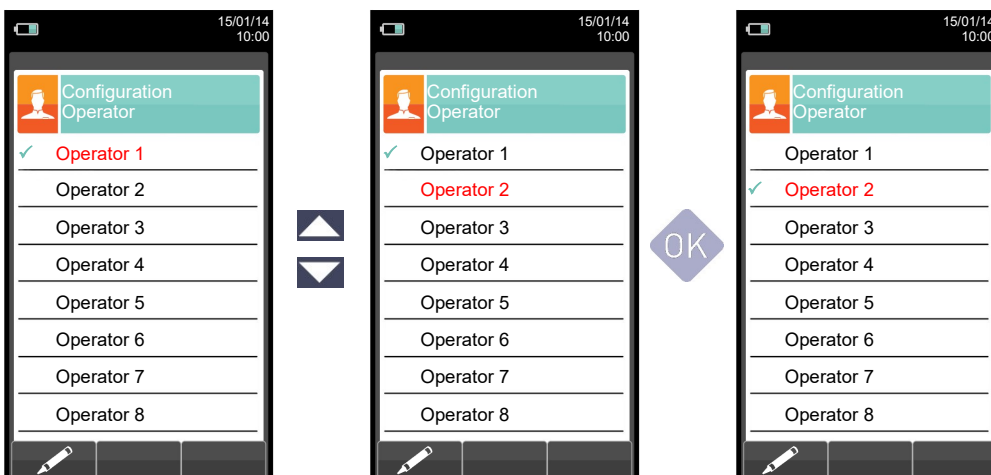 15/01/14
10:00
Configuration
Operator
Operator 1
Operator 2
Operator 3
Operator 4
Operator 5
Operator 6
Operator 7
Operator 8
15/01/14
10:00
Configuration
Operator
Operator 1
Operator 2
Operator 3
Operator 4
Operator 5
Operator 6
Operator 7
Operator 8
OK
15/01/14
10:00
Configuration
Operator
Operator 1
Operator 2
Operator 3
Operator 4
Operator 5
Operator 6
Operator 7
Operator 8